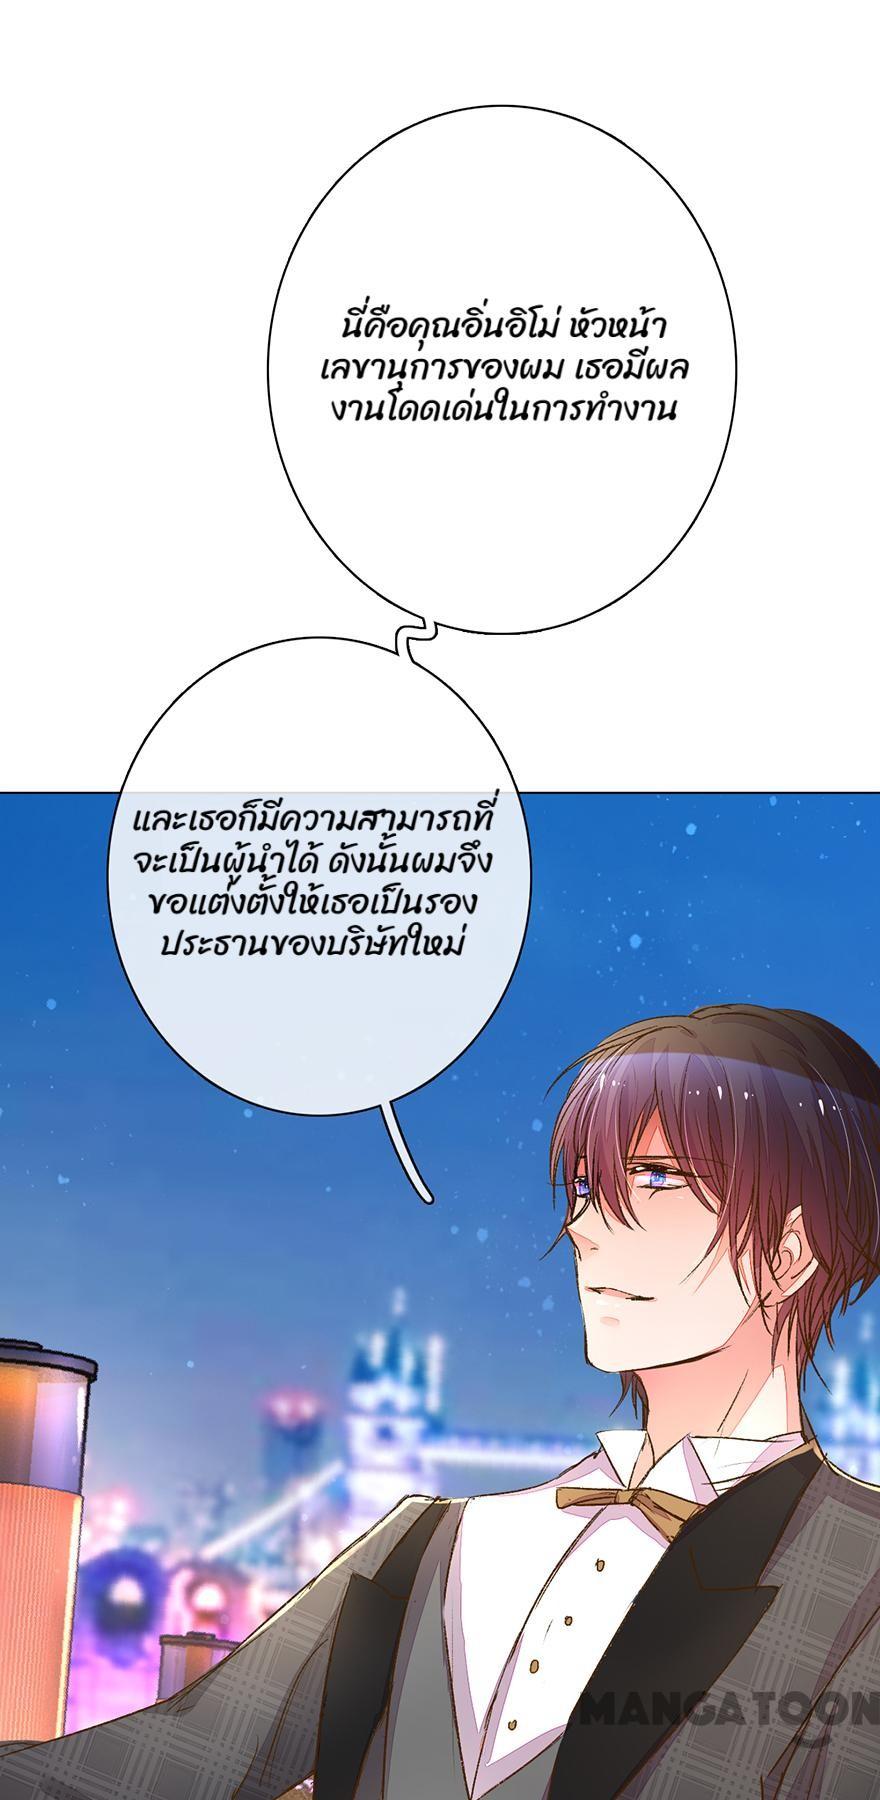 นี่คือคุณอิ่นอิโม่ หัวหน้า
เลขานุการของผม เธอมีผล
งานโดดเด่นในการทำงาน
และเธอก็มีความสามารถที่
จะเป็นผู้นำได้ ดังนั้นผมจึง
ขอแต่งตั้งให้เธอเป็นรอง
ประธานของบริษัทใหม่
MANGATOON